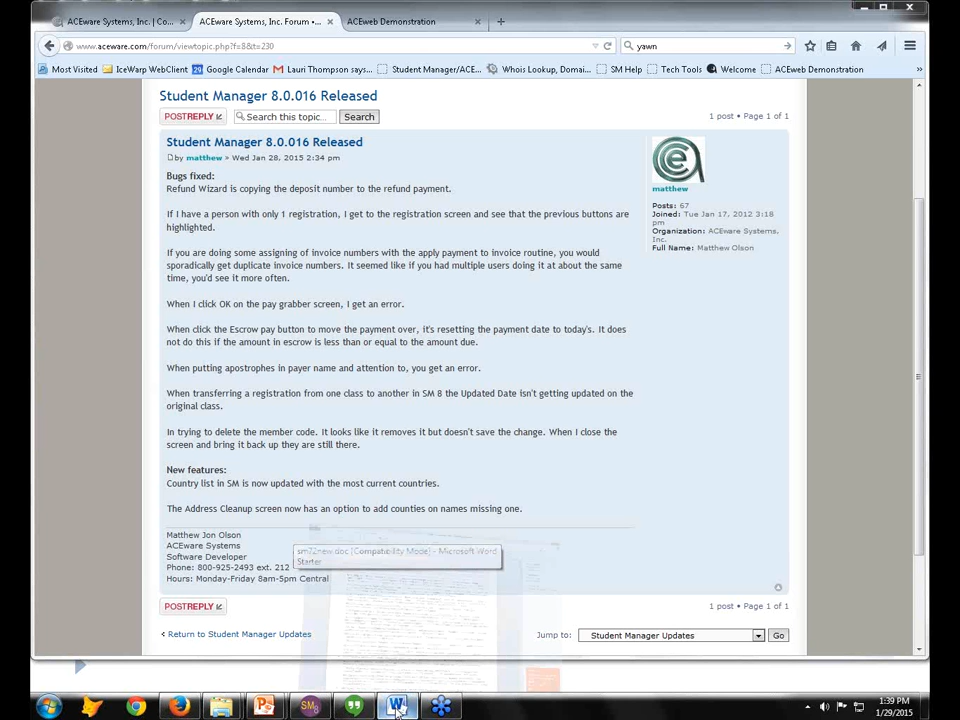 ACEware Systems, Inc. | Co...
ACEware Systems, Inc. Forum •...
ACEweb Demonstration
www.aceware.com/forum/viewtopic.php?f=8&t=230
yawn
Most Visited
IceWarp WebClient
29 Google Calendar
Lauri Thompson says...
Student Manager/ACE...
Whois Lookup, Domai...
SM Help
Tech Tools
Welcome
ACEweb Demonstration
Student Manager 8.0.016 Released
POSTREPLY
Search this topic...
Search
1 post • Page 1 of 1
Student Manager 8.0.016 Released
by matthew » Wed Jan 28, 2015 2:34 pm
Bugs fixed:
Refund Wizard is copying the deposit number to the refund payment.
If I have a person with only 1 registration, I get to the registration screen and see that the previous buttons are
highlighted.
If you are doing some assigning of invoice numbers with the apply payment to invoice routine, you would
sporadically get duplicate invoice numbers. It seemed like if you had multiple users doing it at about the same
time, you'd see it more often.
When I click OK on the pay grabber screen, I get an error.
When click the Escrow pay button to move the payment over, it's resetting the payment date to today's. It does
not do this if the amount in escrow is less than or equal to the amount due.
When putting apostrophes in payer name and attention to, you get an error.
When transferring a registration from one class to another in SM 8 the Updated Date isn't getting updated on the
original class.
In trying to delete the member code. It looks like it removes it but doesn't save the change. When I close the
screen and bring it back up they are still there.
New features:
Country list in SM is now updated with the most current countries.
The Address Cleanup screen now has an option to add counties on names missing one.
matthew
Posts: 67
Joined: Tue Jan 17, 2012 3:18
pm
Organization: ACEware Systems,
Inc.
Full Name: Matthew Olson
Matthew Jon Olson
ACEware Systems
Software Developer
Phone: 800-925-2493 ext. 212
Hours: Monday-Friday 8am-5pm Central
sm72new.doc [Compatibility Mode] - Microsoft Word
Starter
POSTREPLY
1 post • Page 1 of 1
Return to Student Manager Updates
Jump to:
Student Manager Updates
Go
1:39 PM
1/29/2015